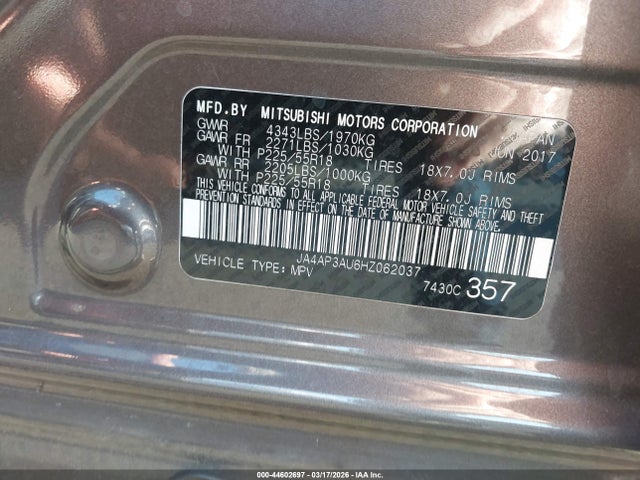 MFD.BY MITSUBISHI MOTORS CORPORATION
GVWR 4343LBS/1970KG
GAWR FR 2271LBS/1030KG JUN 2017
WITH P225/55R18 TIRES 18X7.0J RIMS
GAWR RR 2205LBS/1000KG
WITH P225/55R18 TIRES 18X7.0J RIMS
THIS VEHICLE CONFORMS TO ALL APPLICABLE FEDERAL MOTOR VEHICLE SAFETY AND THEFT
PREVENTION STANDARDS IN EFFECT ON THE DATE OF MANUFACTURE SHOWN ABOVE.
JA4AP3AU6HZ062037
VEHICLE TYPE: MPV
7430C 357
000-44602697 - 03/17/2026 - IAA Inc.